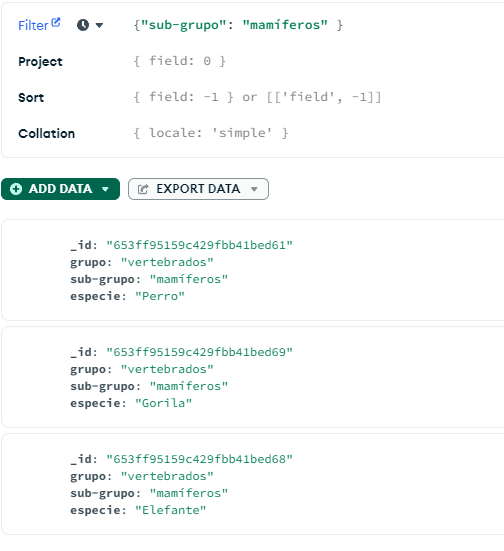 Filter {"sub-grupo": "mamíferos" }
Project { field: 0 }
Sort { field: -1 } or [['field', -1]]
Collation { locale: 'simple' }
ADD DATA EXPORT DATA
_id: "653ff95159c429fbb41bed61"
grupo: "vertebrados"
sub-grupo: "mamíferos"
especie: "Perro"
_id: "653ff95159c429fbb41bed69"
grupo: "vertebrados"
sub-grupo: "mamíferos"
especie: "Gorila"
_id: "653ff95159c429fbb41bed68"
grupo: "vertebrados"
sub-grupo: "mamíferos"
especie: "Elefante"